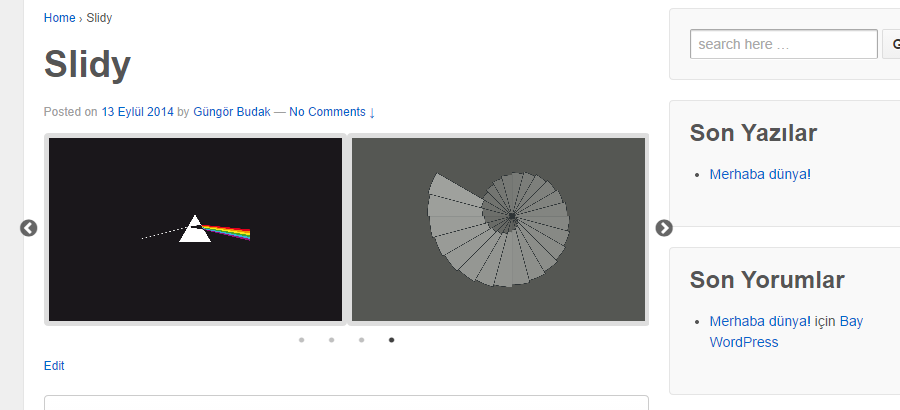 Home › Slidy
Slidy
Posted on 13 Eylül 2014 by Güngör Budak — No Comments ↓
Edit
search here …
G
Son Yazılar
Merhaba dünya!
Son Yorumlar
Merhaba dünya! için Bay
WordPress